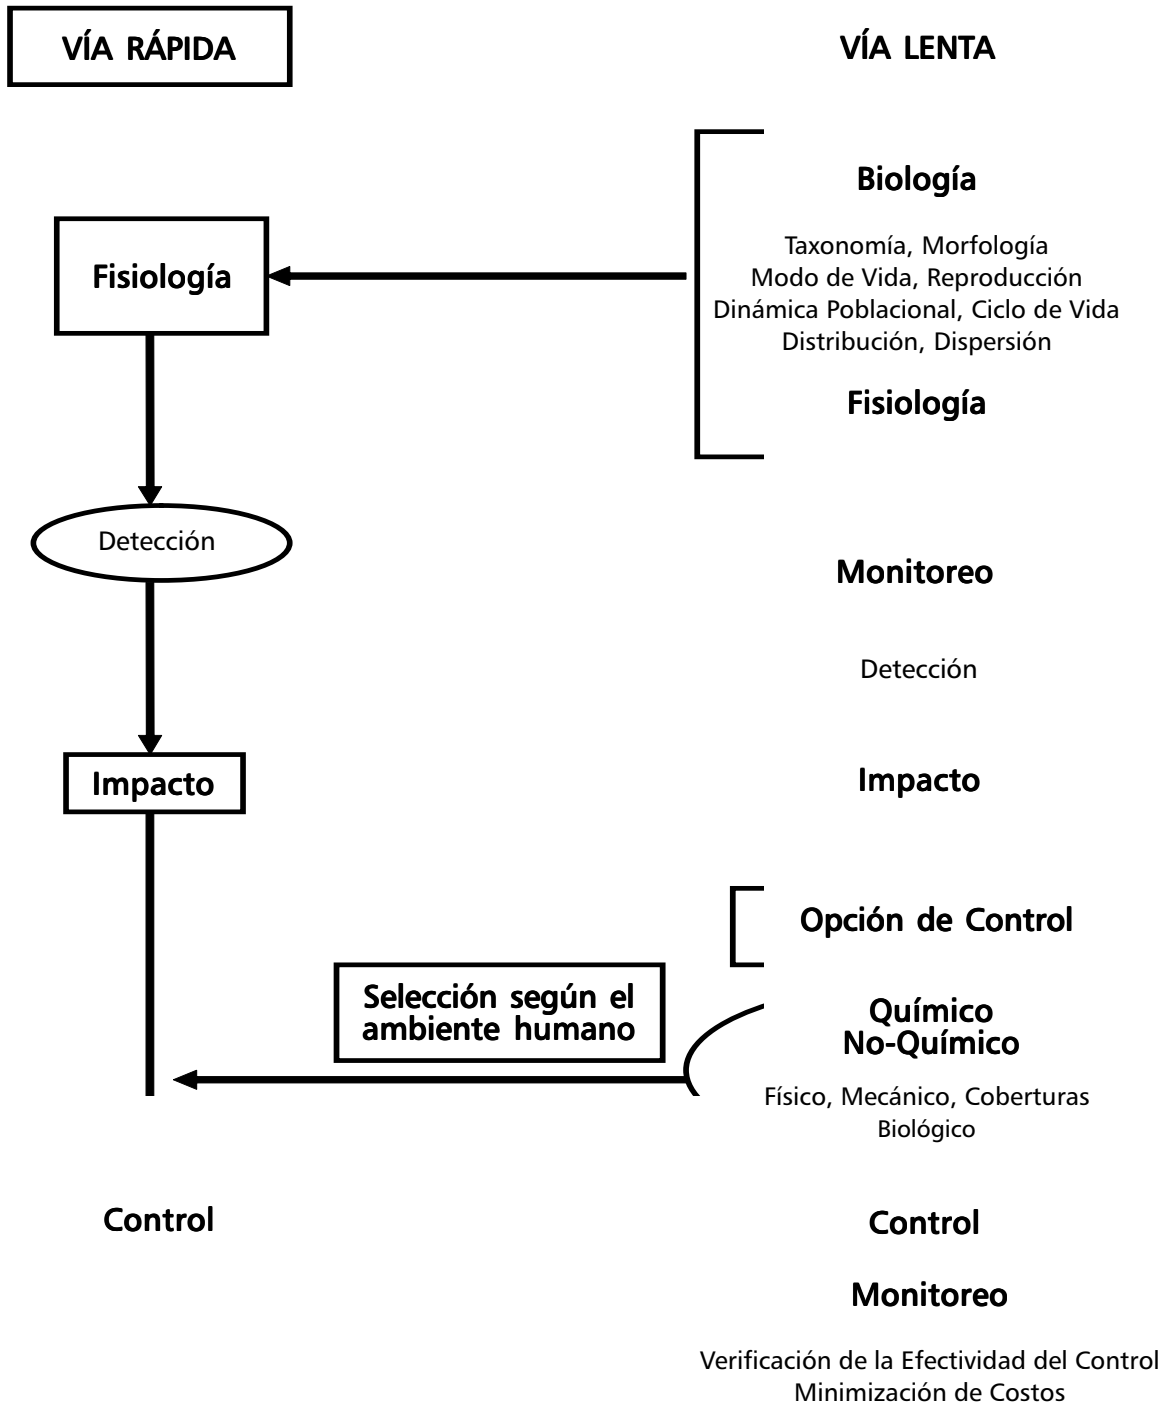 VÍA RÁPIDA
VÍA LENTA
Biología
Taxonomía, Morfología
Modo de Vida, Reproducción
Dinámica Poblacional, Ciclo de Vida
Distribución, Dispersión
Fisiología
Fisiología
Detección
Monitoreo
Detección
Impacto
Impacto
Opción de Control
Selección según el
ambiente humano
Químico
No-Químico
Físico, Mecánico, Coberturas
Biológico
Control
Control
Monitoreo
Verificación de la Efectividad del Control
Minimización de Costos